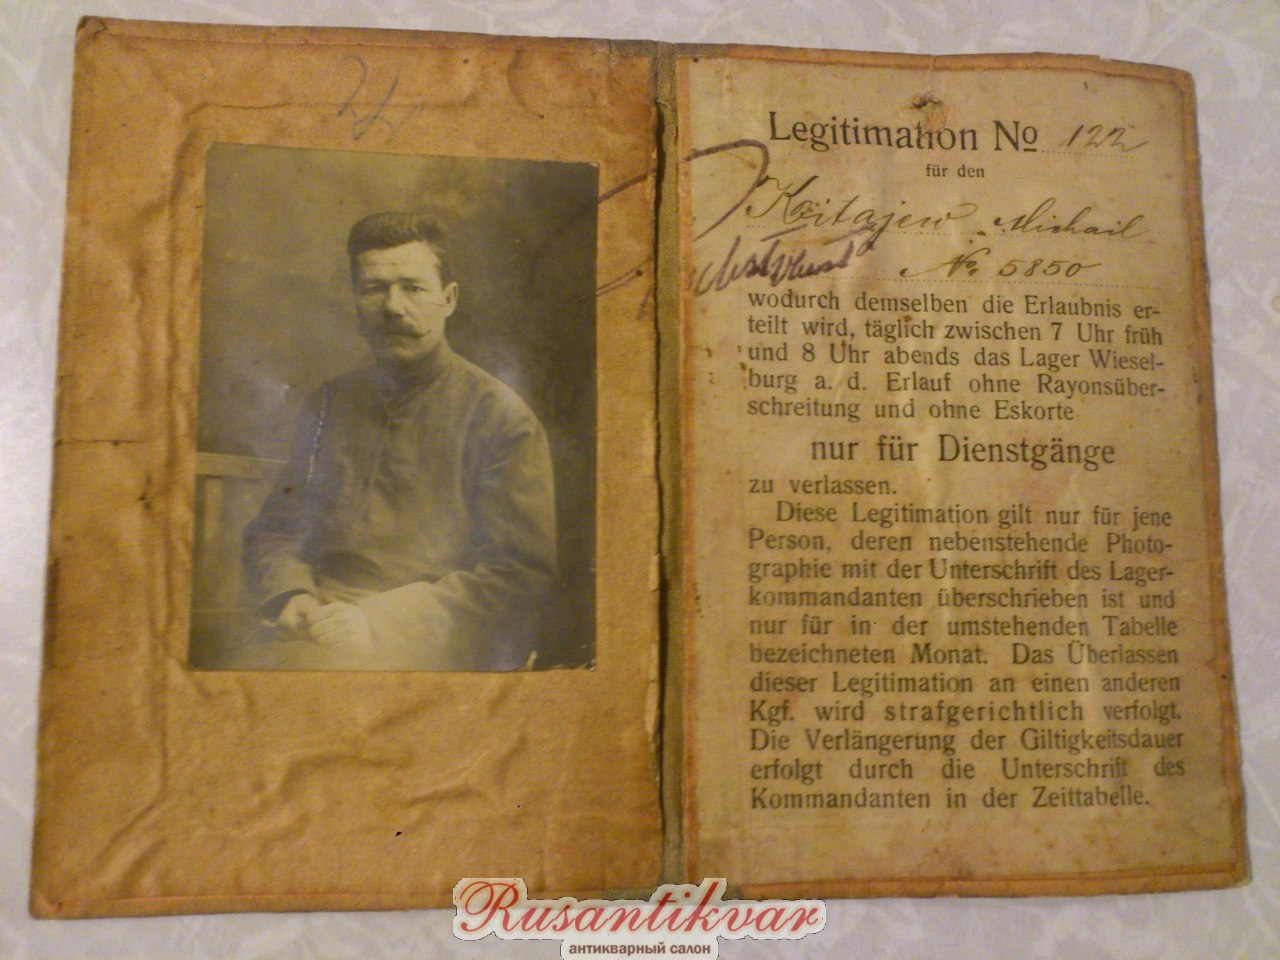 Legitimation No 122
für den
Kitajew Michail
No 5850
wodurch demselben die Erlaubnis er-
teilt wird, täglich zwischen 7 Uhr früh
und 8 Uhr abends das Lager Wiesel-
burg a. d. Erlauf ohne Rayonsüber-
schreitung und ohne Eskorte
nur für Dienstgänge
zu verlassen.
Diese Legitimation gilt nur für jene
Person, deren nebenstehende Photo-
graphie mit der Unterschrift des Lager-
kommandanten überschrieben ist und
nur für in der umstehenden Tabelle
bezeichneten Monat. Das Überlassen
dieser Legitimation an einen anderen
Kgf. wird strafgerichtlich verfolgt.
Die Verlängerung der Giltigkeitsdauer
erfolgt durch die Unterschrift des
Kommandanten in der Zeittabelle.
Rusantikvar
антикварный салон